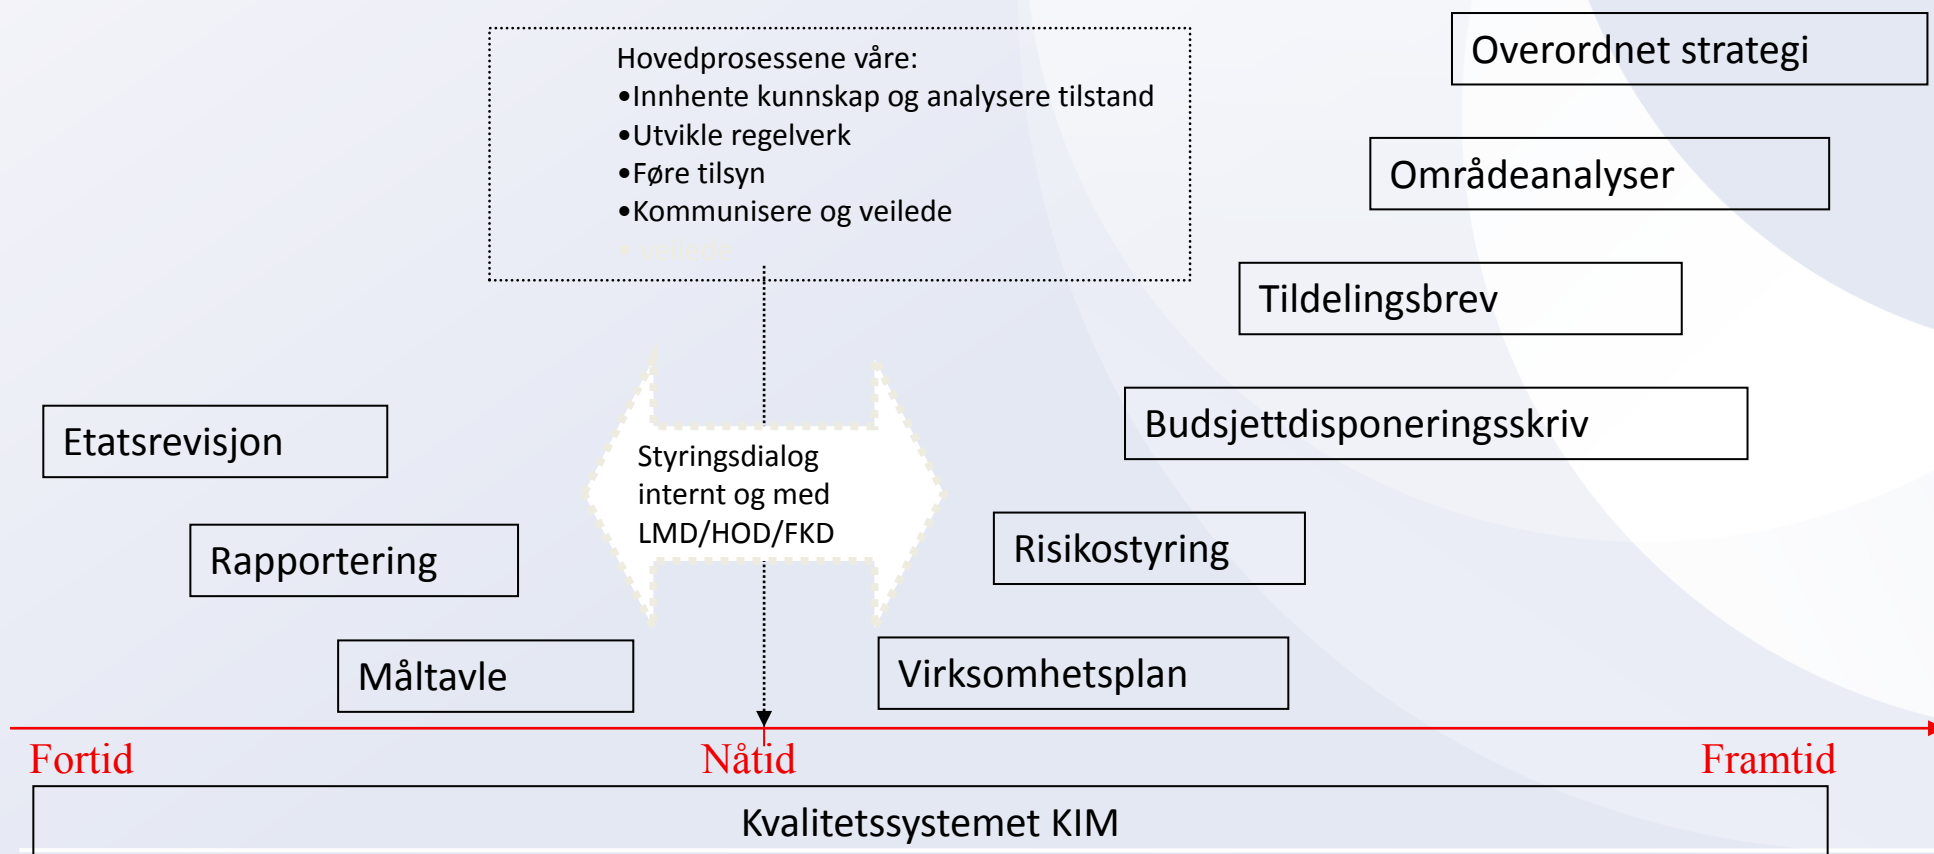 Hovedprosessene våre:
•Innhente kunnskap og analysere tilstand
•Utvikle regelverk
•Føre tilsyn
•Kommunisere og veilede
• veilede
Overordnet strategi
Områdeanalyser
Tildelingsbrev
Budsjettdisponeringsskriv
Etatsrevisjon
Styringsdialog
internt og med
LMD/HOD/FKD
Rapportering
Risikostyring
Måltavle
Virksomhetsplan
Fortid
Nåtid
Framtid
Kvalitetssystemet KIM